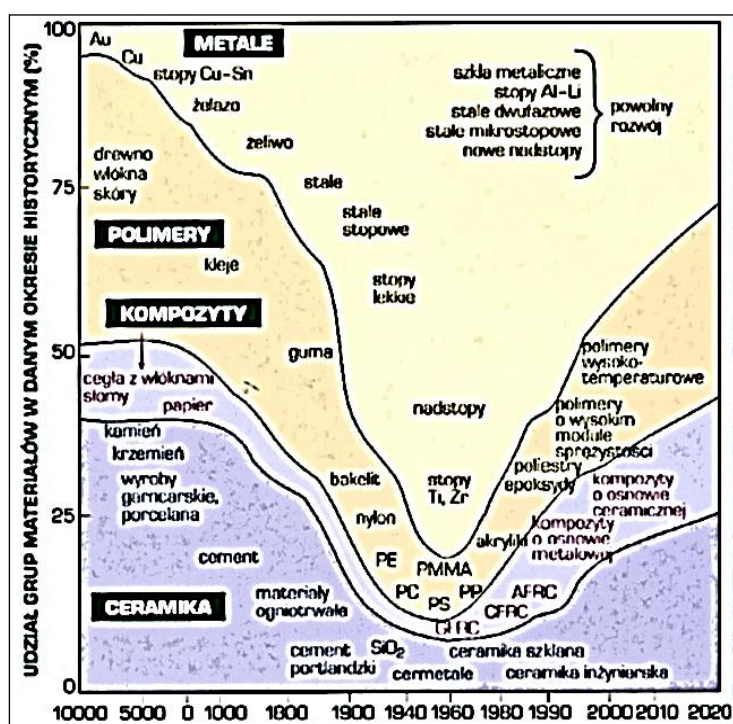 UDZIAŁ GRUP MATERIAŁÓW W DANYM OKRESIE HISTORYCZNYM (%)
100
75
50
25
0
Au
Cu
stopy Cu-Sn
żelazo
żeliwo
stale
stale
stopowe
stopy
lekkie
nadstopy
stopy
Ti, Zr
METALE
szkła metaliczne
stopy Al-Li
stale dwufazowe
stale mikrostopowe
nowe nadstopy
powolny
rozwój
drewno
włókna
skóry
POLIMERY
kleje
guma
bakelit
nylon
PE
PC
PS
PMMA
PP
akryliki
poliestry
epoksydy
polimery
o wysokim
module
sprężystości
polimery
wysoko-
temperaturowe
KOMPOZYTY
cegła z włóknami
słomy
papier
GFRC
CFRC
AFRC
kompozyty
o osnowie
metalowej
kompozyty
o osnowie
ceramicznej
kamień
krzemień
wyroby
garncarskie,
porcelana
cement
CERAMIKA
materiały
ogniotrwałe
cement
portlandzki
SiO2
cermetale
ceramika szklana
ceramika inżynierska
10000 5000 0 1000 1800 1900 1940 1960 1980 1990 2000 2010 2020